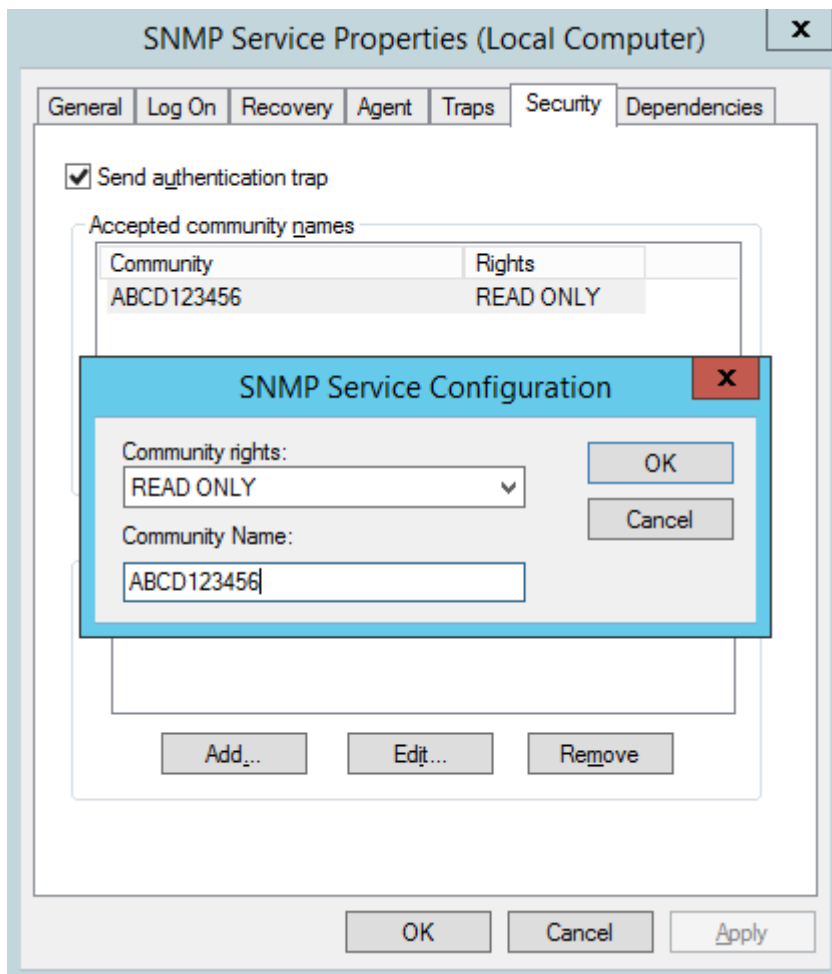 SNMP Service Properties (Local Computer)
x
General Log On Recovery Agent Traps Security Dependencies
Send authentication trap
Accepted community names
Community Rights
ABCD123456 READ ONLY
SNMP Service Configuration
x
Community rights:
READ ONLY
OK
Cancel
Community Name:
ABCD123456
Add... Edit... Remove
OK Cancel Apply